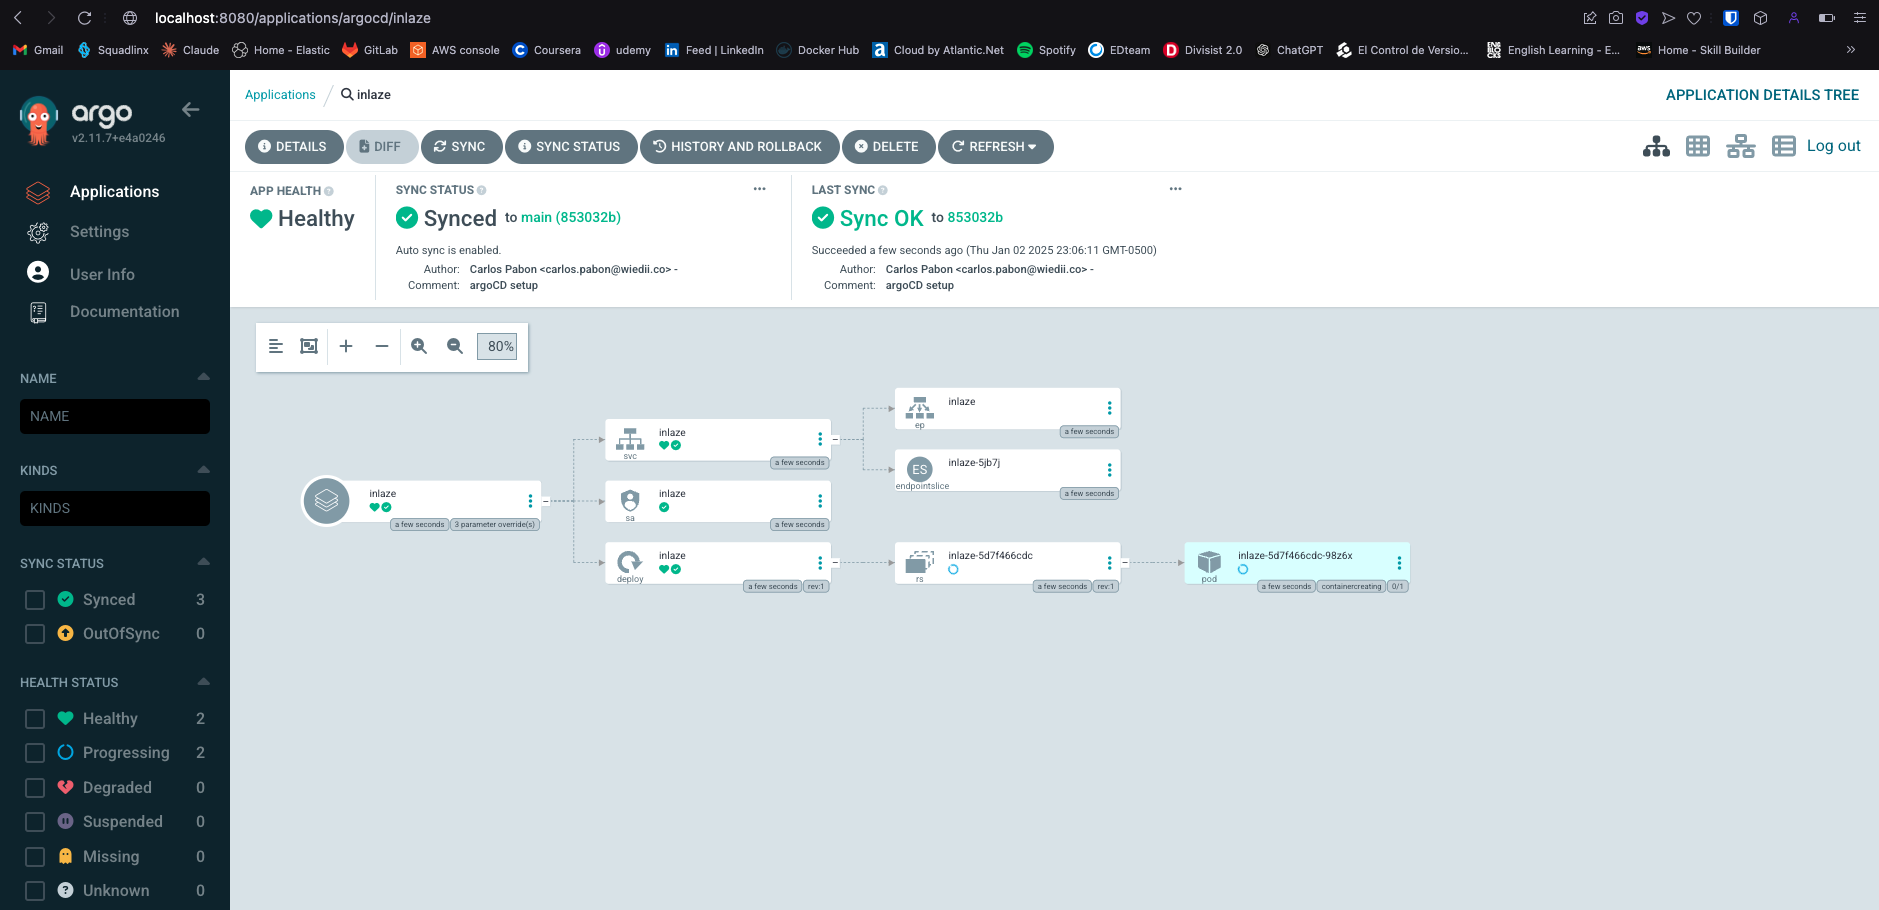 localhost:8080/applications/argocd/inlaze
Gmail Squadlinx Claude Home - Elastic GitLab AWS console Coursera udemy Feed | LinkedIn Docker Hub Cloud by Atlantic.Net Spotify EDteam Divisist 2.0 ChatGPT El Control de Versio... English Learning - E... Home - Skill Builder
argo
v2.11.7+e4a0246
Applications
Settings
User Info
Documentation
NAME
NAME
KINDS
KINDS
SYNC STATUS
Synced 3
OutOfSync 0
HEALTH STATUS
Healthy 2
Progressing 2
Degraded 0
Suspended 0
Missing 0
Unknown 0
Applications / inlaze
APPLICATION DETAILS TREE
DETAILS DIFF SYNC SYNC STATUS HISTORY AND ROLLBACK DELETE REFRESH
Log out
APP HEALTH
Healthy
SYNC STATUS
Synced to main (853032b)
Auto sync is enabled.
Author: Carlos Pabon <carlos.pabon@wiedii.co> -
Comment: argoCD setup
LAST SYNC
Sync OK to 853032b
Succeeded a few seconds ago (Thu Jan 02 2025 23:06:11 GMT-0500)
Author: Carlos Pabon <carlos.pabon@wiedii.co> -
Comment: argoCD setup
80%
inlaze
a few seconds 3 parameter override(s)
inlaze
svc
a few seconds
inlaze
sa
a few seconds
inlaze
deploy
a few seconds rev:1
inlaze
ep
a few seconds
ES
inlaze-5jb7j
endpointslice
a few seconds
inlaze-5d7f466cdc
rs
a few seconds rev:1
inlaze-5d7f466cdc-98z6x
pod
a few seconds containercreating 0/1